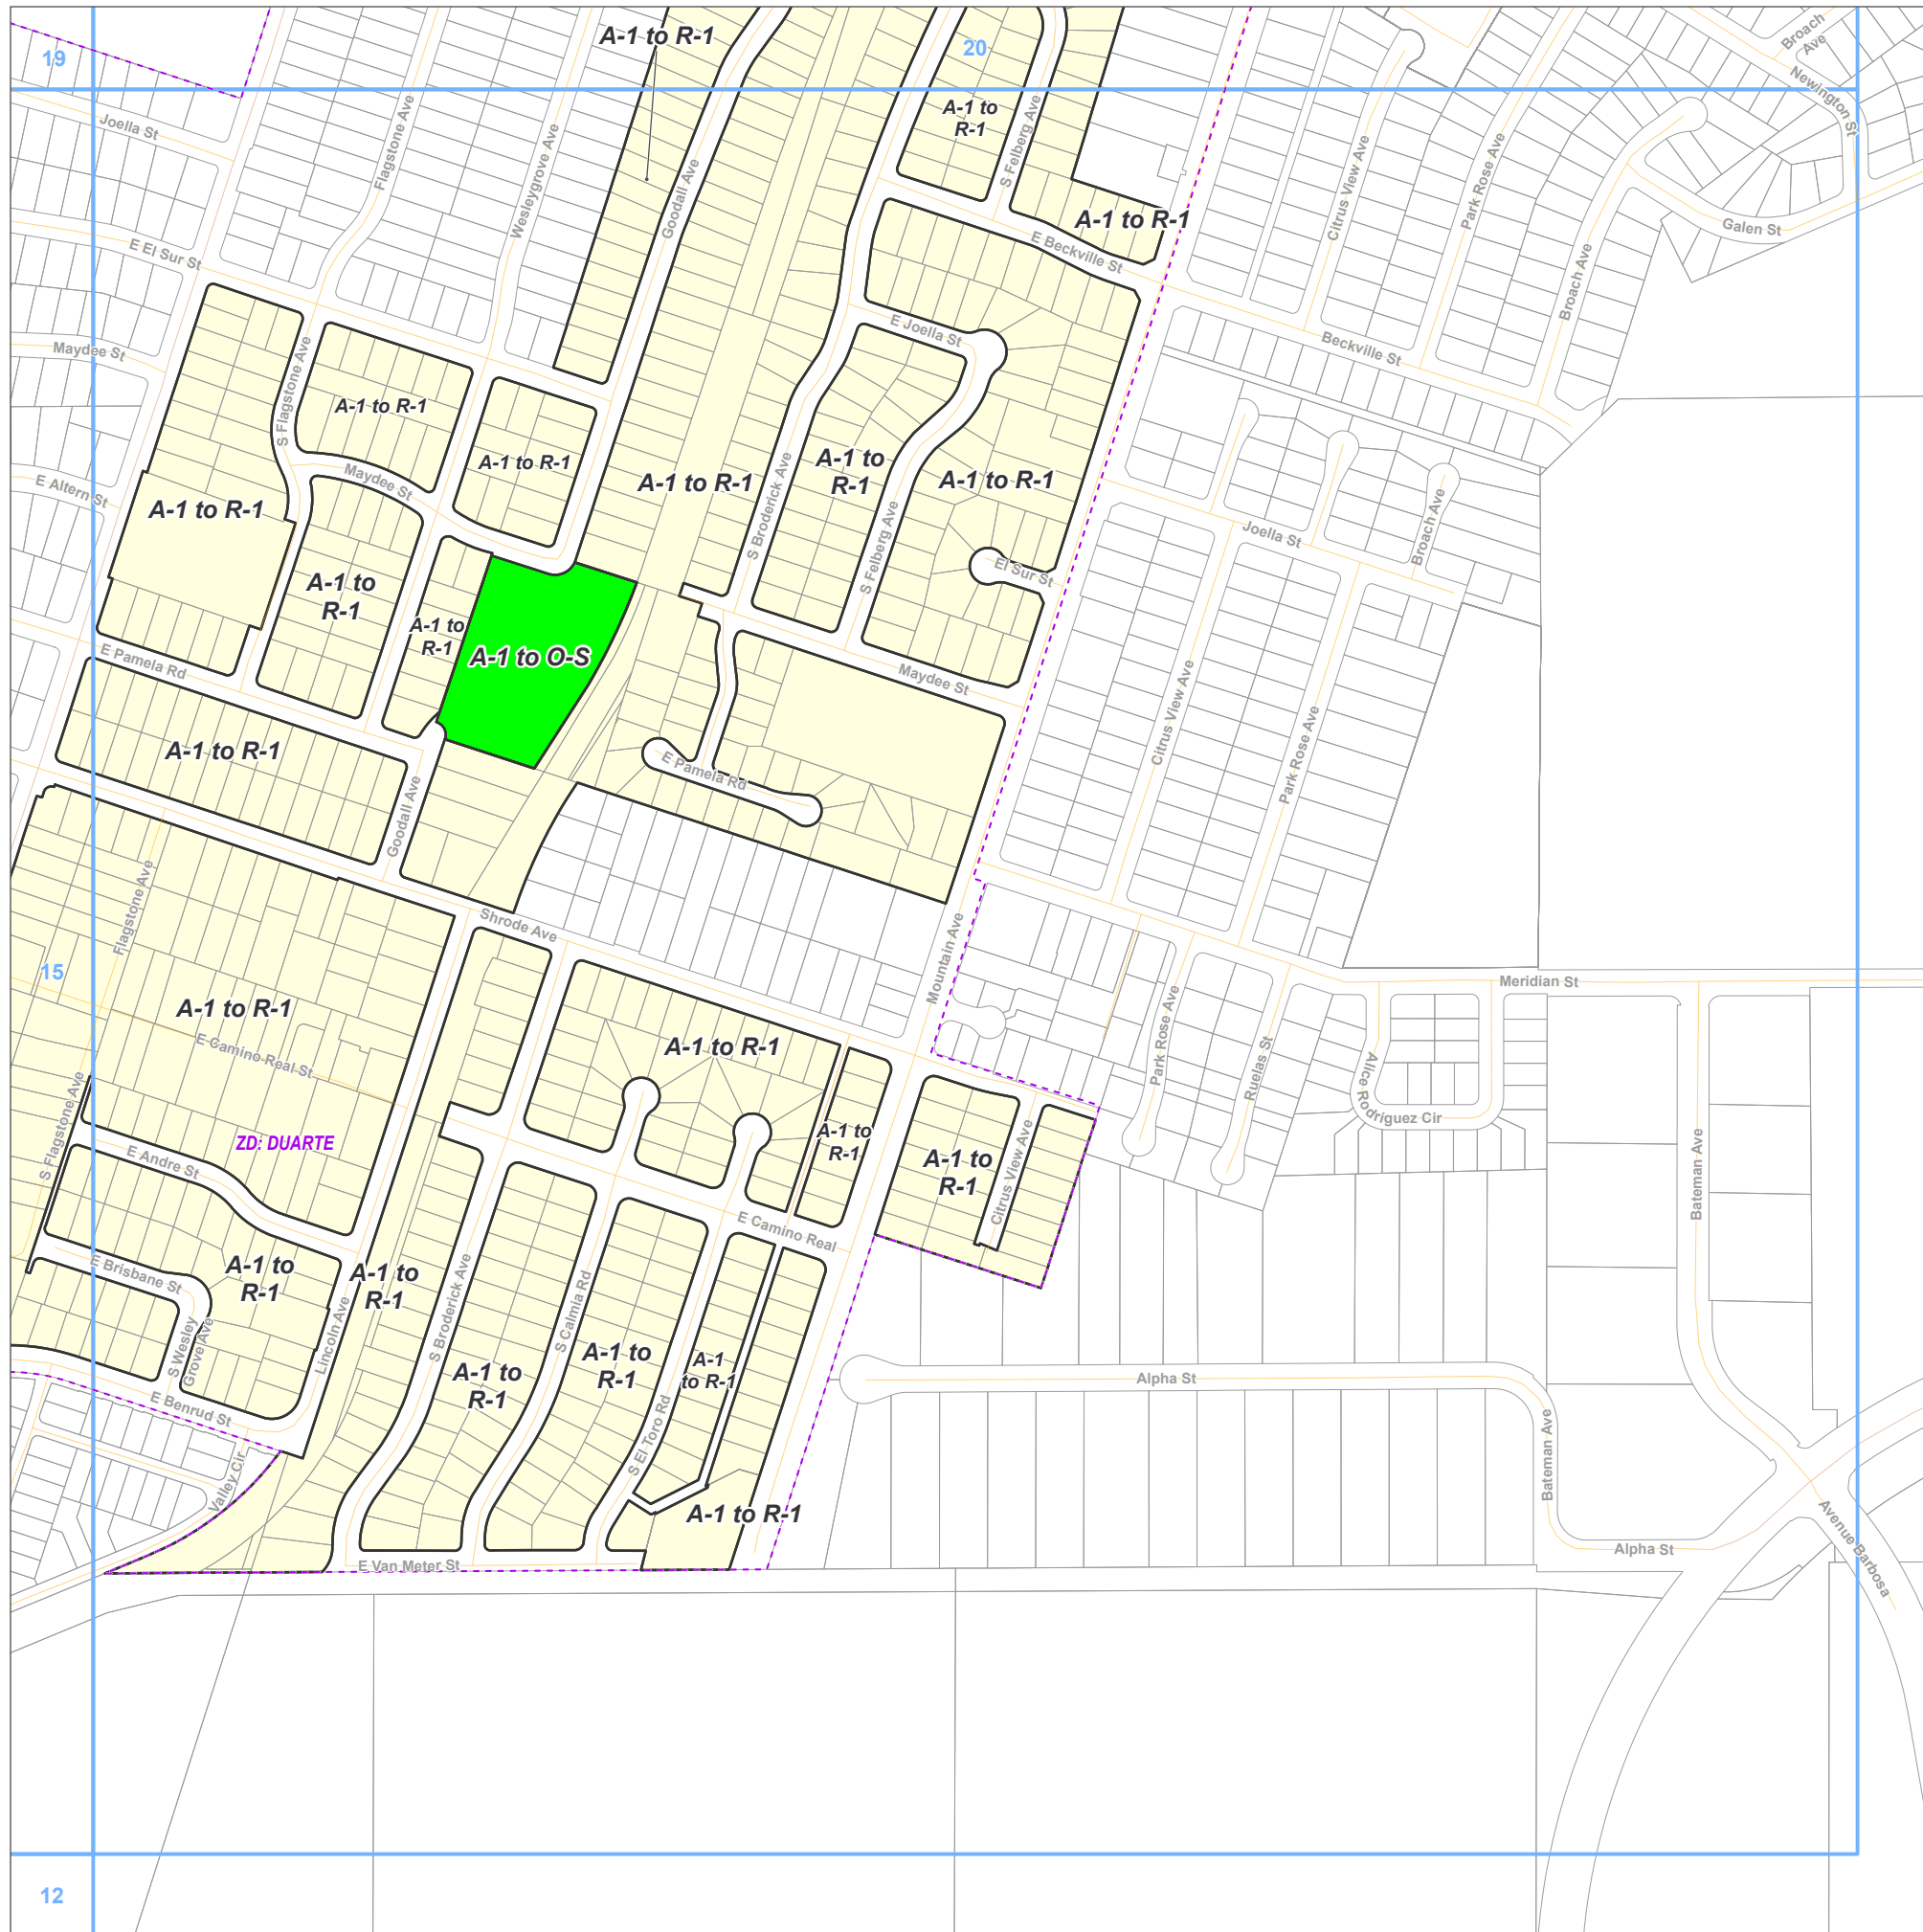 19
20
A-1 to R-1
Broach
Ave
Newington St
Joella St
Flagstone Ave
Wesleygrove Ave
Goodall Ave
A-1 to
R-1
S Felberg Ave
Citrus View Ave
Park Rose Ave
Broach Ave
Galen St
E El Sur St
A-1 to R-1
E Beckville St
Maydee St
S Flagstone Ave
A-1 to R-1
E Joella St
Beckville St
A-1 to R-1
Maydee St
E Altern St
A-1 to R-1
A-1 to R-1
S Broderick Ave
A-1 to
R-1
A-1 to R-1
S Felberg Ave
Joella St
Broach Ave
El Sur St
A-1 to
R-1
A-1 to
R-1
A-1 to O-S
E Pamela Rd
Maydee St
Citrus View Ave
Park Rose Ave
A-1 to R-1
E Pamela Rd
Goodall Ave
Flagstone Ave
Shrode Ave
Mountain Ave
15
Meridian St
A-1 to R-1
E Camino Real St
A-1 to R-1
Park Rose Ave
Ruelas St
Alice Rodriguez Cir
S Flagstone Ave
ZD: DUARTE
A-1 to
R-1
E Andre St
A-1 to
R-1
Citrus View Ave
Bateman Ave
E Camino Real
E Brisbane St
A-1 to
R-1
A-1 to
R-1
S Broderick Ave
S Calmia Rd
S Wesley
Grove Ave
Lincoln Ave
A-1 to
R-1
A-1 to
R-1
A-1
to R-1
Alpha St
E Benrud St
S El Toro Rd
Valley Cir
Bateman Ave
A-1 to R-1
Alpha St
Avenue Barbosa
E Van Meter St
12